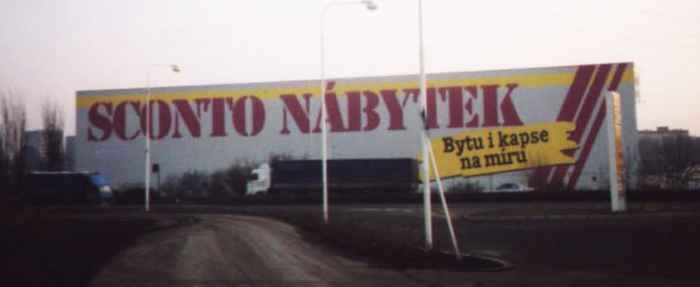 SCONTO NÁBYTEK
Bytu i kapse
na míru